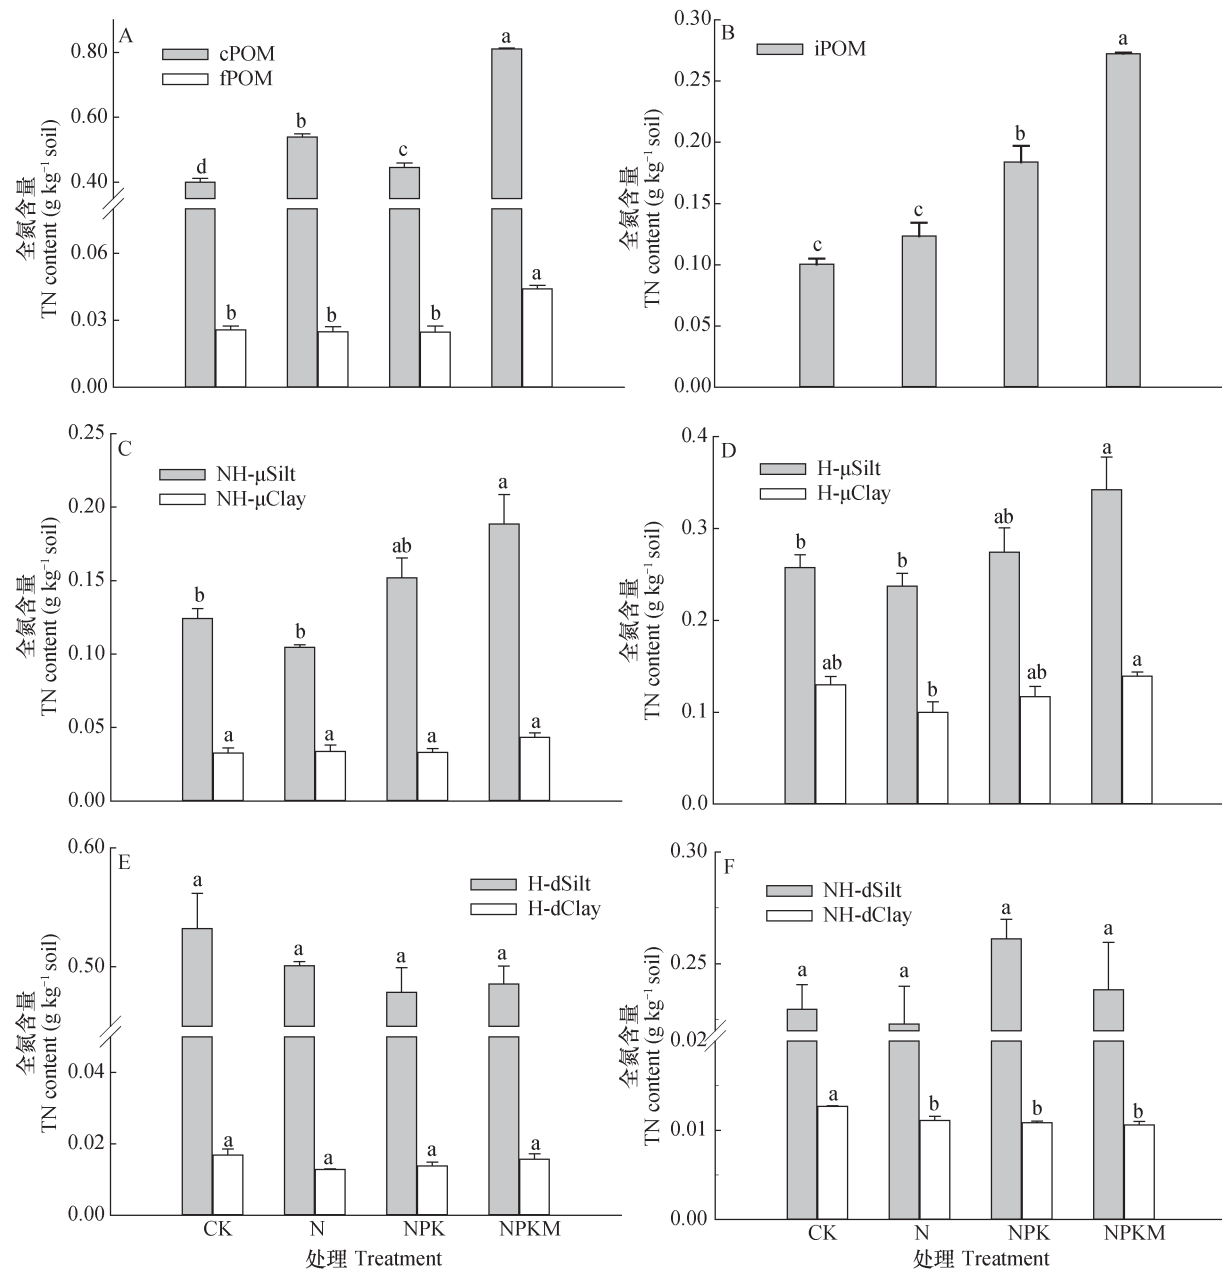 A
cPOM
fPOM
全氮含量
TN content (g kg⁻¹ soil)
0.80
0.60
0.40
0.06
0.03
0.00
d
b
c
a
b
b
b
a
B
iPOM
全氮含量
TN content (g kg⁻¹ soil)
0.30
0.25
0.20
0.15
0.10
0.05
0.00
c
c
b
a
C
NH-μSilt
NH-μClay
全氮含量
TN content (g kg⁻¹ soil)
0.25
0.20
0.15
0.10
0.05
0.00
b
b
ab
a
a
a
a
a
D
H-μSilt
H-μClay
全氮含量
TN content (g kg⁻¹ soil)
0.4
0.3
0.2
0.1
0.0
b
b
ab
a
ab
b
ab
a
E
H-dSilt
H-dClay
全氮含量
TN content (g kg⁻¹ soil)
0.60
0.50
0.04
0.02
0.00
a
a
a
a
a
a
a
a
CK N NPK NPKM
处理 Treatment
F
NH-dSilt
NH-dClay
全氮含量
TN content (g kg⁻¹ soil)
0.30
0.25
0.02
0.01
0.00
a
a
a
a
a
b
b
b
CK N NPK NPKM
处理 Treatment